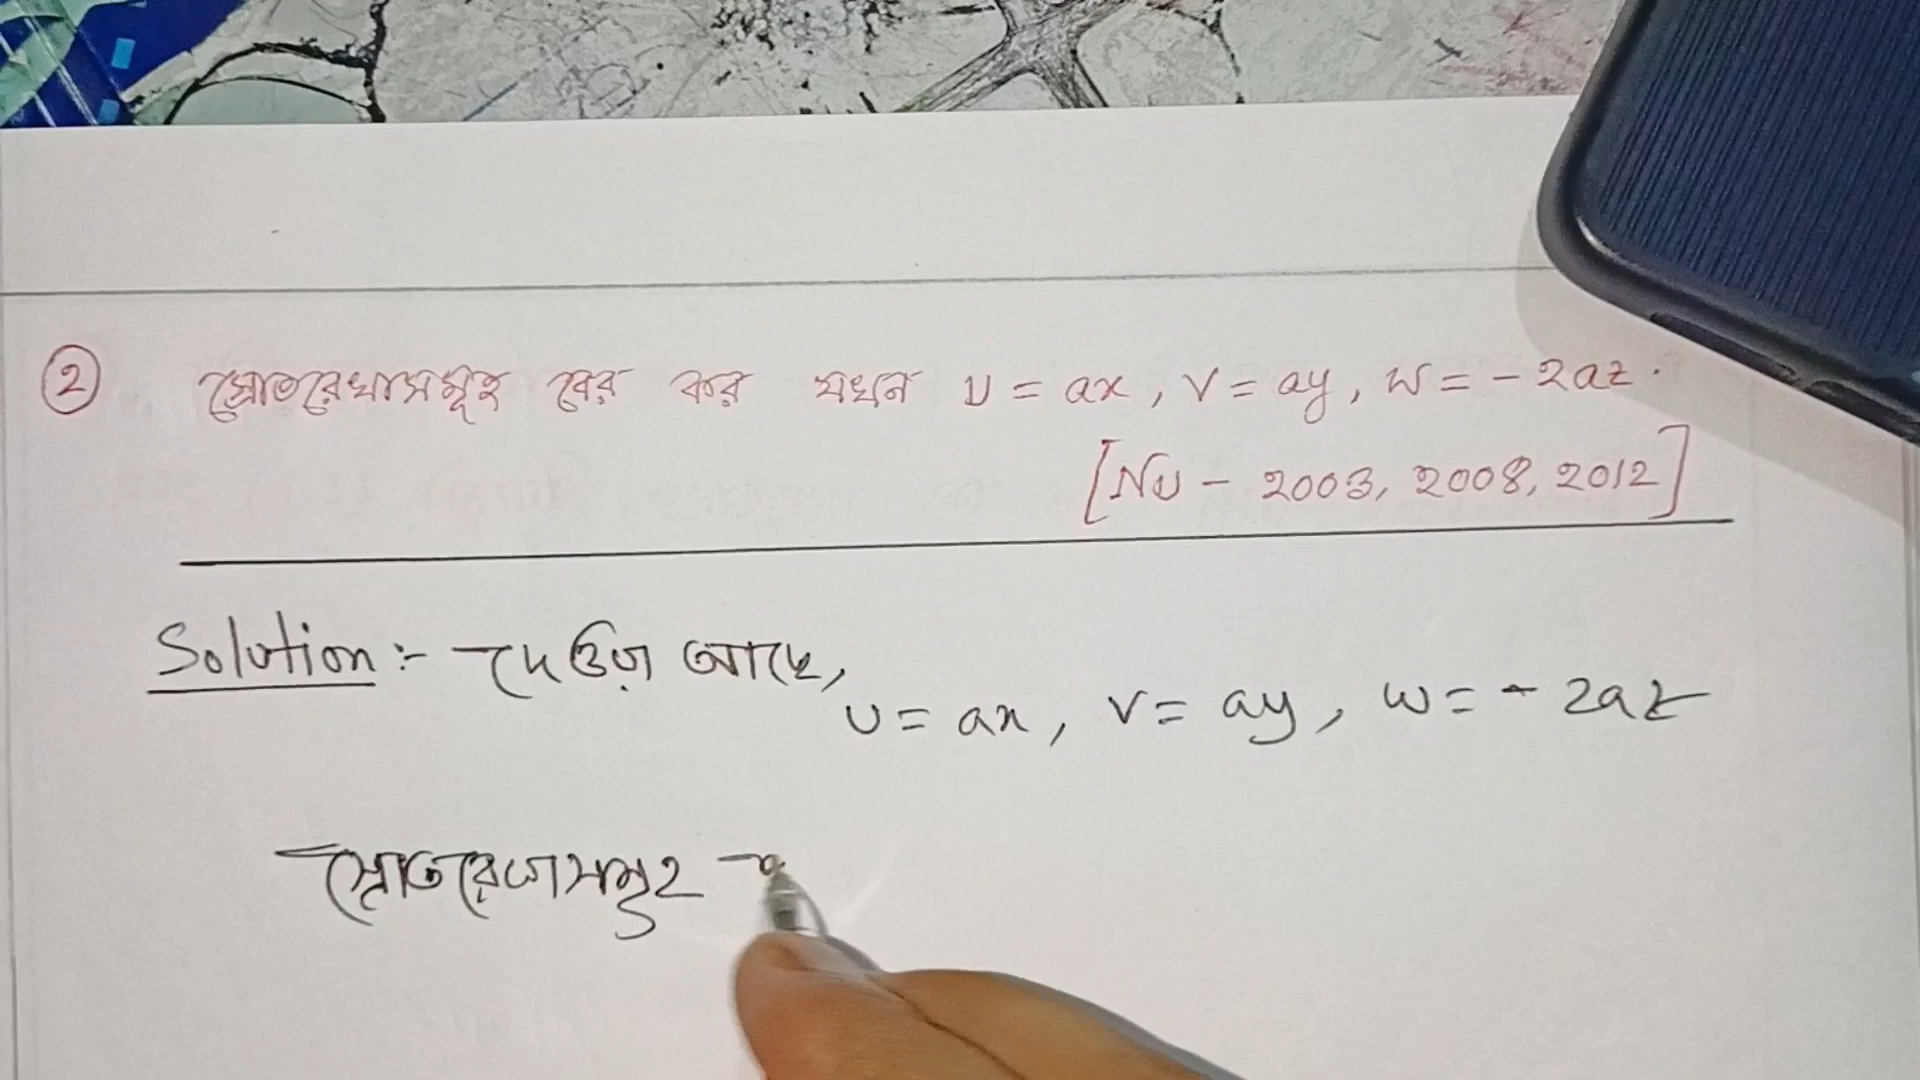 ২ স্রোতরেখাসমূহ বের কর যখন u = ax, v = ay, w = - 2az.
[NU - 2003, 2008, 2012]
Solution :- দেওয়া আছে,
u = ax, v = ay, w = - 2az
স্রোতরেখাসমূহ